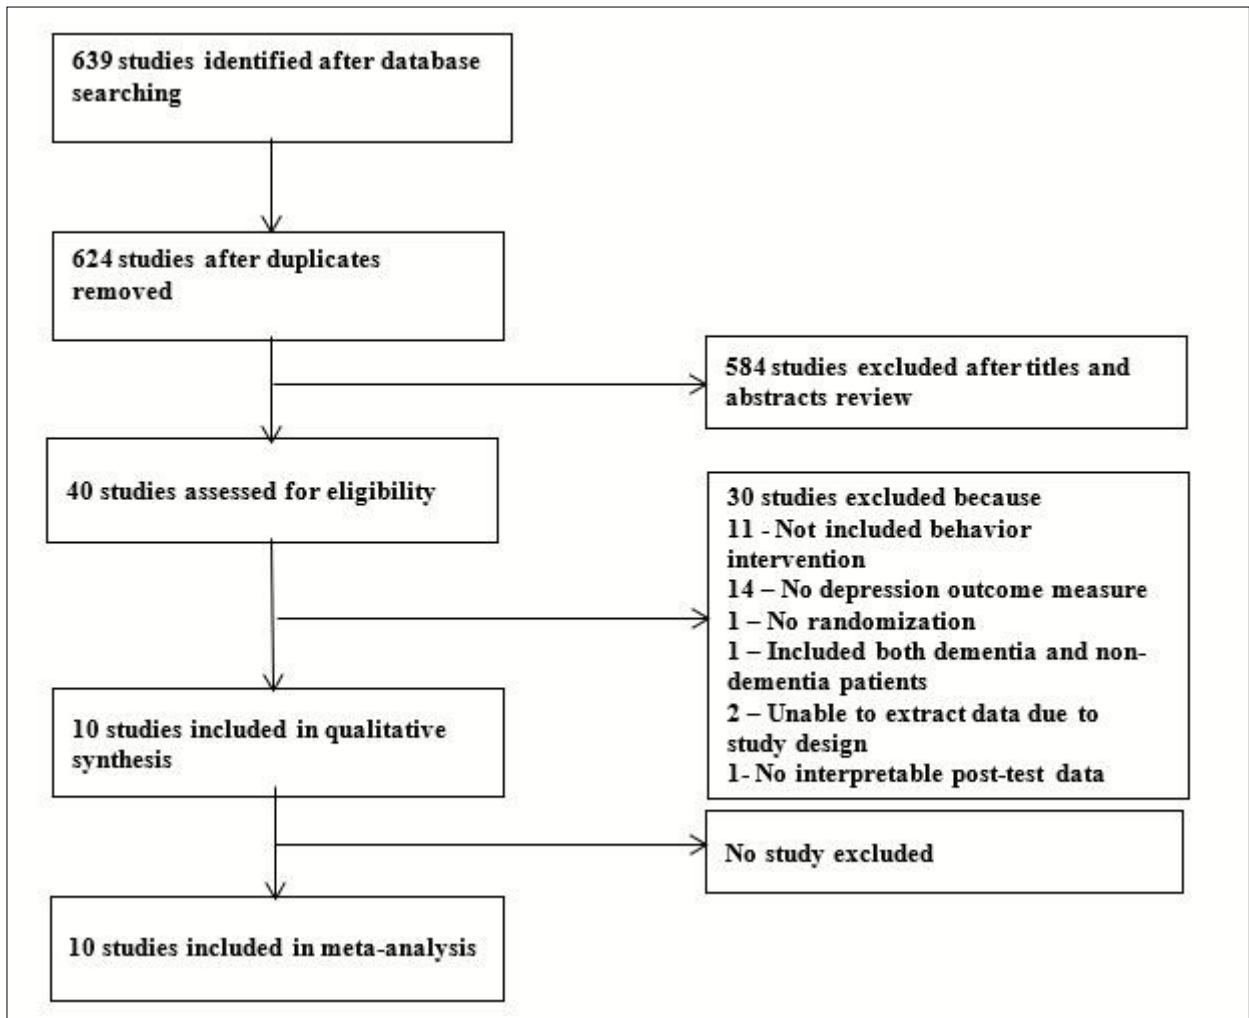 639 studies identified after database
searching
624 studies after duplicates
removed
584 studies excluded after titles and
abstracts review
40 studies assessed for eligibility
30 studies excluded because
11 - Not included behavior
intervention
14 – No depression outcome measure
1 – No randomization
1 – Included both dementia and non-
dementia patients
2 – Unable to extract data due to
study design
1- No interpretable post-test data
10 studies included in qualitative
synthesis
No study excluded
10 studies included in meta-analysis